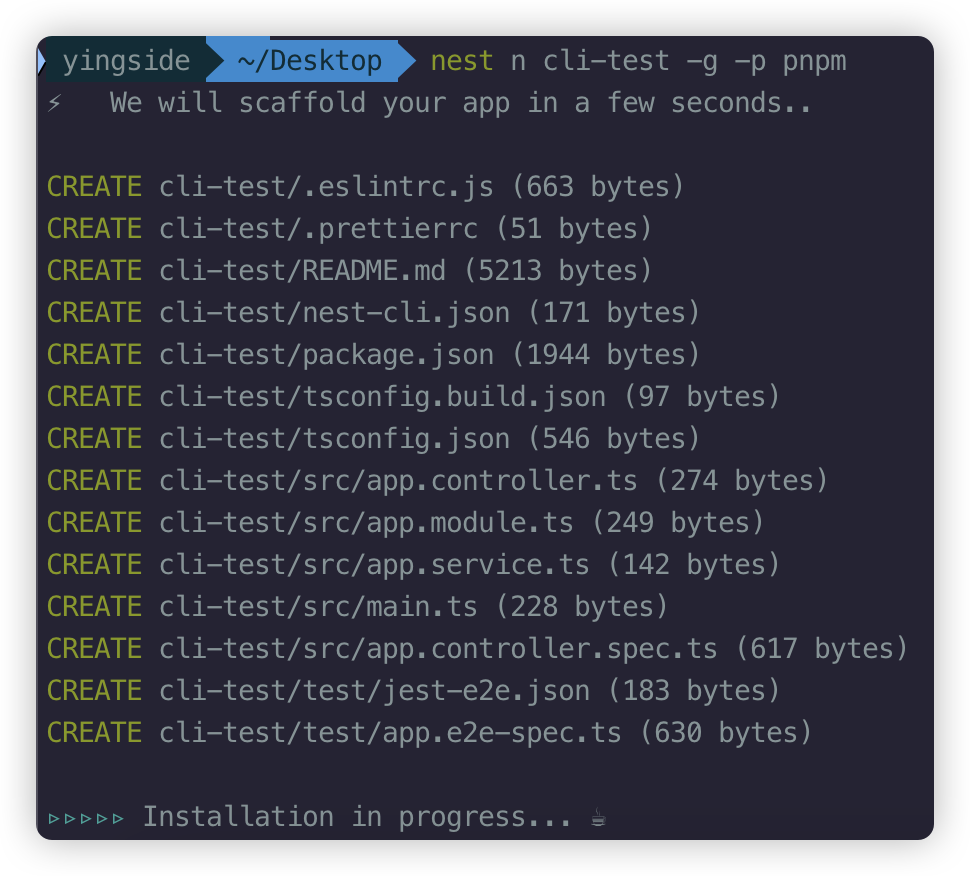 yingside ~/Desktop nest n cli-test -g -p pnpm
⚡ We will scaffold your app in a few seconds..
CREATE cli-test/.eslintrc.js (663 bytes)
CREATE cli-test/.prettierrc (51 bytes)
CREATE cli-test/README.md (5213 bytes)
CREATE cli-test/nest-cli.json (171 bytes)
CREATE cli-test/package.json (1944 bytes)
CREATE cli-test/tsconfig.build.json (97 bytes)
CREATE cli-test/tsconfig.json (546 bytes)
CREATE cli-test/src/app.controller.ts (274 bytes)
CREATE cli-test/src/app.module.ts (249 bytes)
CREATE cli-test/src/app.service.ts (142 bytes)
CREATE cli-test/src/main.ts (228 bytes)
CREATE cli-test/src/app.controller.spec.ts (617 bytes)
CREATE cli-test/test/jest-e2e.json (183 bytes)
CREATE cli-test/test/app.e2e-spec.ts (630 bytes)
▹▹▹▹▹ Installation in progress... ☕